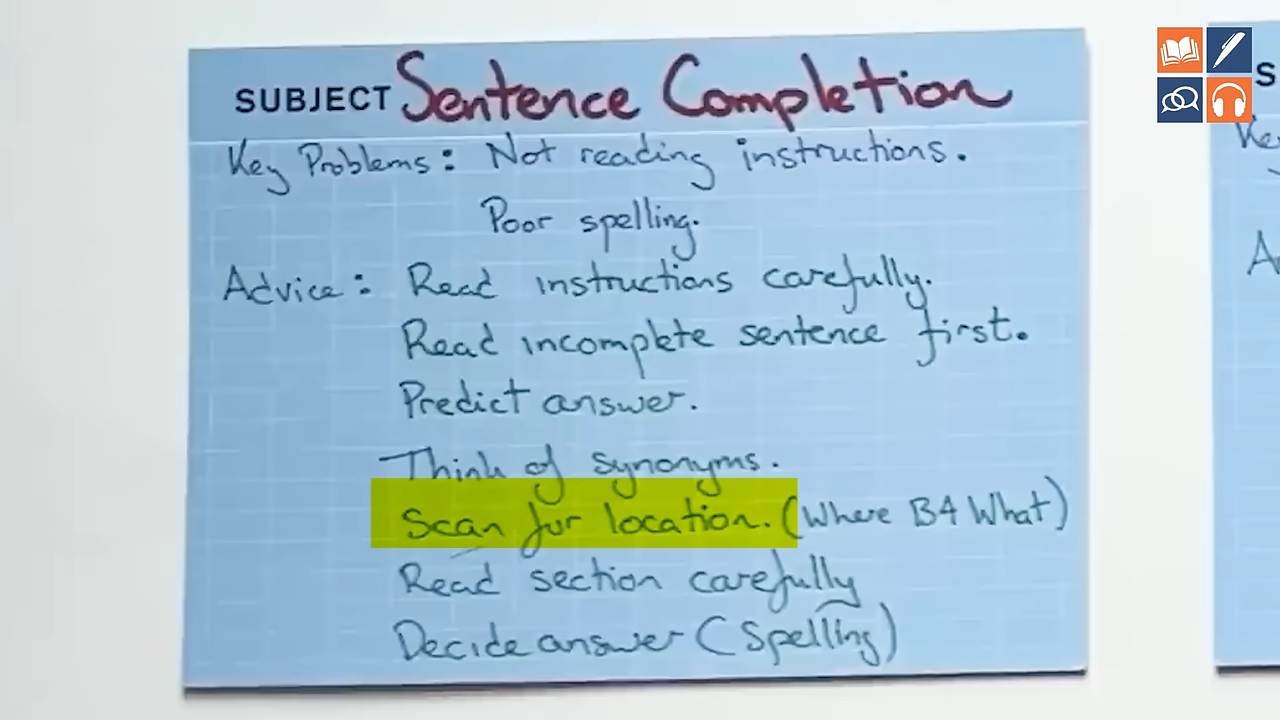 SUBJECT Sentence Completion
Key Problems: Not reading instructions.
Poor spelling.
Advice: Read instructions carefully.
Read incomplete sentence first.
Predict answer.
Think of synonyms.
Scan for location. (Where B4 What)
Read section carefully
Decide answer (Spelling)
S
Ke
A